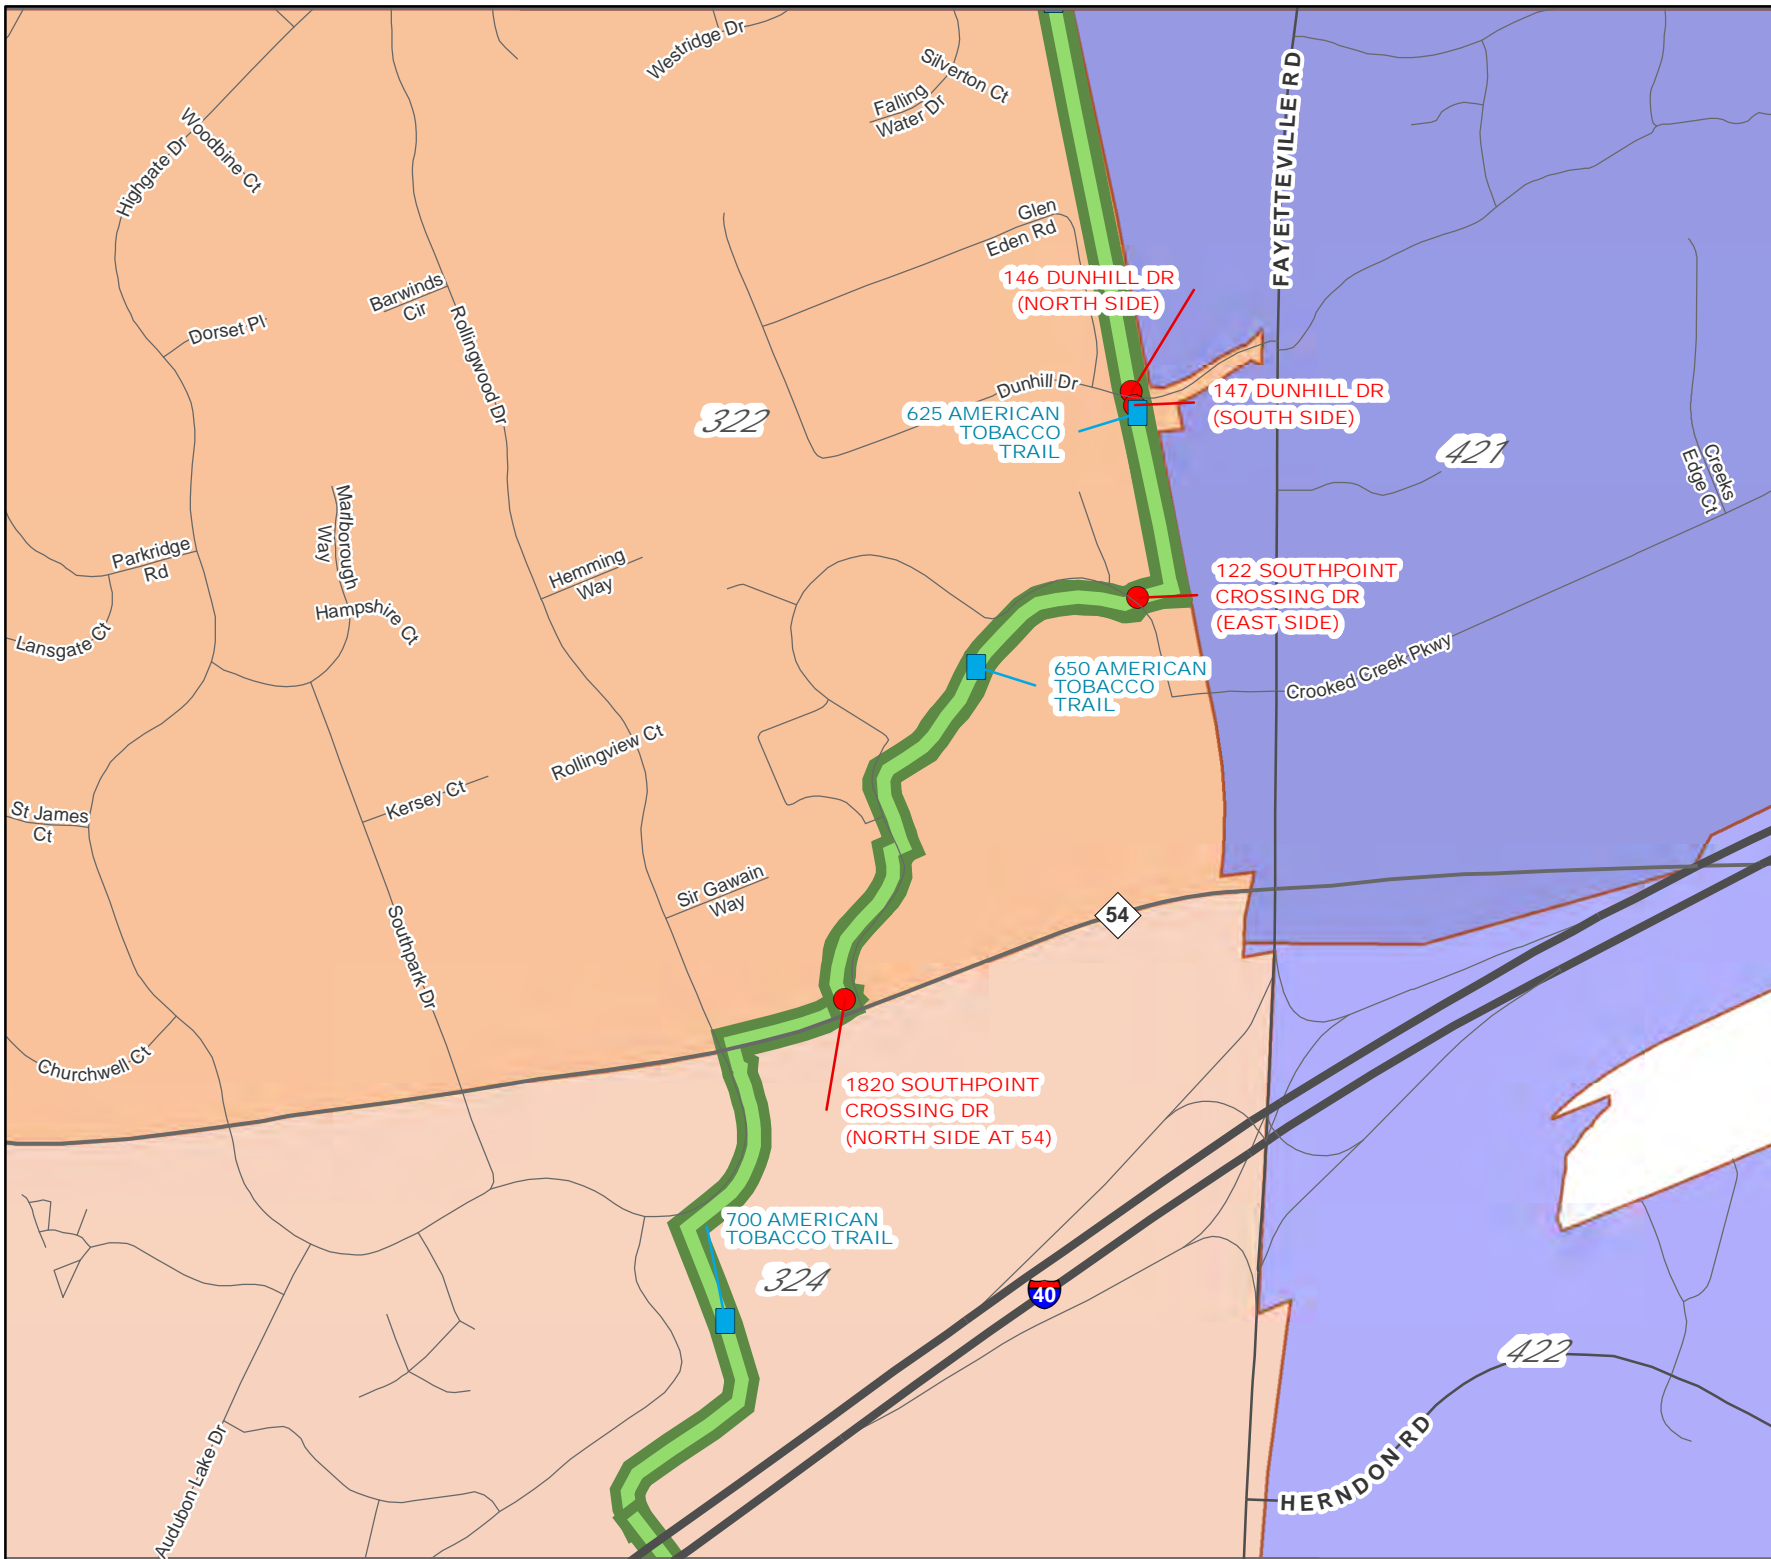 Westridge Dr
Silverton Ct
Falling
Water Dr
FAYETTEVILLE RD
Woodbine Ct
Highgate Dr
Glen
Eden Rd
146 DUNHILL DR
(NORTH SIDE)
Barwinds
Cir
Dorset Pl
Rollingwood Dr
Dunhill Dr
147 DUNHILL DR
(SOUTH SIDE)
322
625 AMERICAN
TOBACCO
TRAIL
421
Creeks
Edge Ct
Marlborough
Way
Parkridge
Rd
Hemming
Way
122 SOUTHPOINT
CROSSING DR
(EAST SIDE)
Hampshire Ct
Lansgate Ct
650 AMERICAN
TOBACCO
TRAIL
Crooked Creek Pkwy
Rollingview Ct
Kersey Ct
St James
Ct
Sir Gawain
Way
54
Southpark Dr
Churchwell Ct
1820 SOUTHPOINT
CROSSING DR
(NORTH SIDE AT 54)
700 AMERICAN
TOBACCO TRAIL
324
40
422
Audubon Lake Dr
HERNDON RD